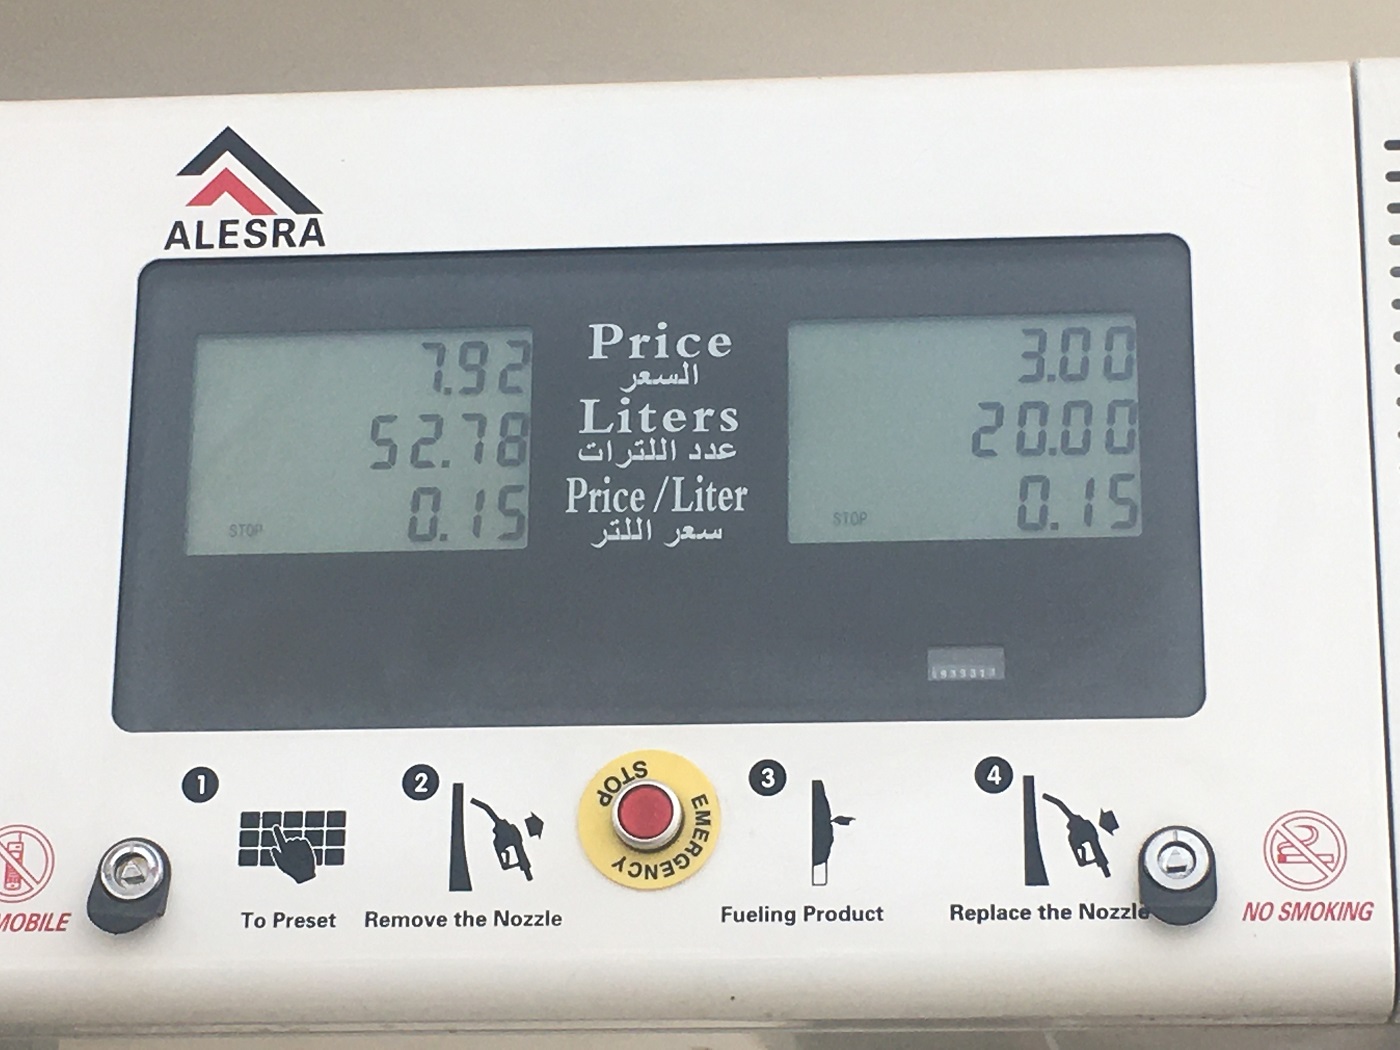 ALESRA
7.92
52.78
0.15
STOP
Price
السعر
Liters
عدد اللترات
Price/Liter
سعر اللتر
3.00
20.00
0.15
STOP
1
To Preset
2
Remove the Nozzle
STOP
EMERGENCY
3
Fueling Product
4
Replace the Nozzle
MOBILE
NO SMOKING